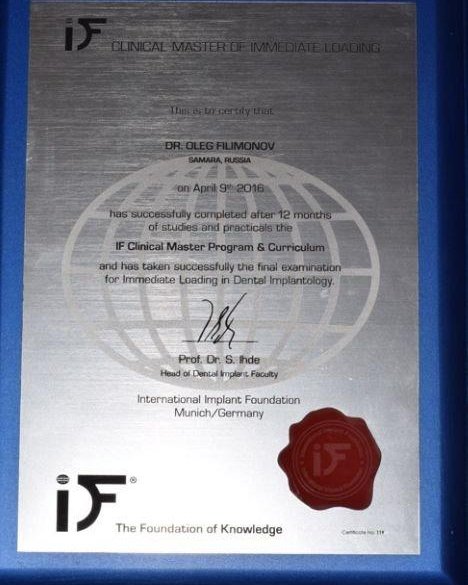 iF CLINICAL MASTER OF IMMEDIATE LOADING
This is to certify that
DR. OLEG FILIMONOV
SAMARA, RUSSIA
on April 9th 2016
has successfully completed after 12 months
of studies and practicals the
IF Clinical Master Program & Curriculum
and has taken successfully the final examination
for Immediate Loading in Dental Implantology.
Prof. Dr. S. Ihde
Head of Dental Implant Faculty
International Implant Foundation
Munich/Germany
iF
iF® The Foundation of Knowledge
Certificate no.